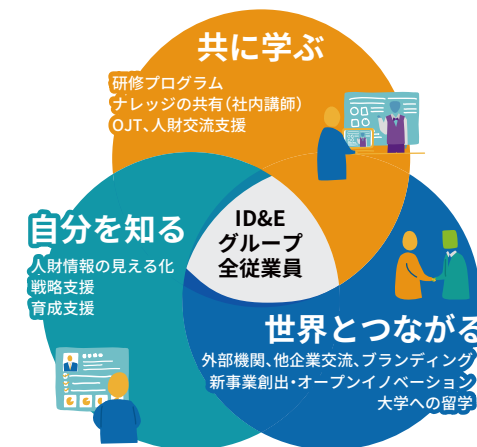 共に学ぶ
研修プログラム
ナレッジの共有(社内講師)
OJT、人財交流支援
自分を知る
人財情報の見える化
戦略支援
育成支援
ID&E
グループ
全従業員
世界とつながる
外部機関、他企業交流、ブランディング
新事業創出・オープンイノベーション
大学への留学